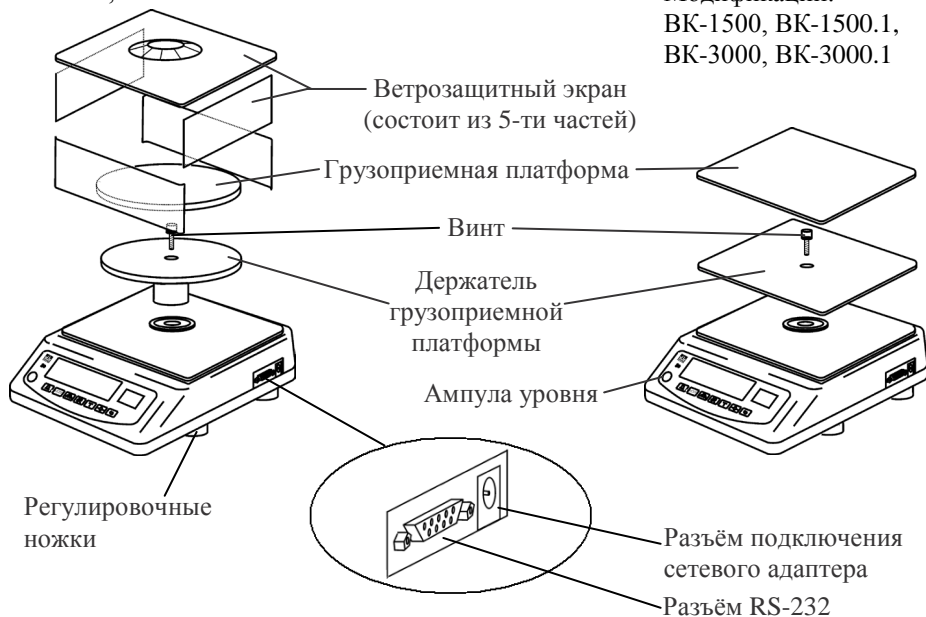 ВК-1500, ВК-1500.1,
ВК-3000, ВК-3000.1
Ветрозащитный экран
(состоит из 5-ти частей)
Грузоприемная платформа
Винт
Держатель
грузоприемной
платформы
Ампула уровня
Регулировочные
ножки
Разъём подключения
сетевого адаптера
Разъём RS-232